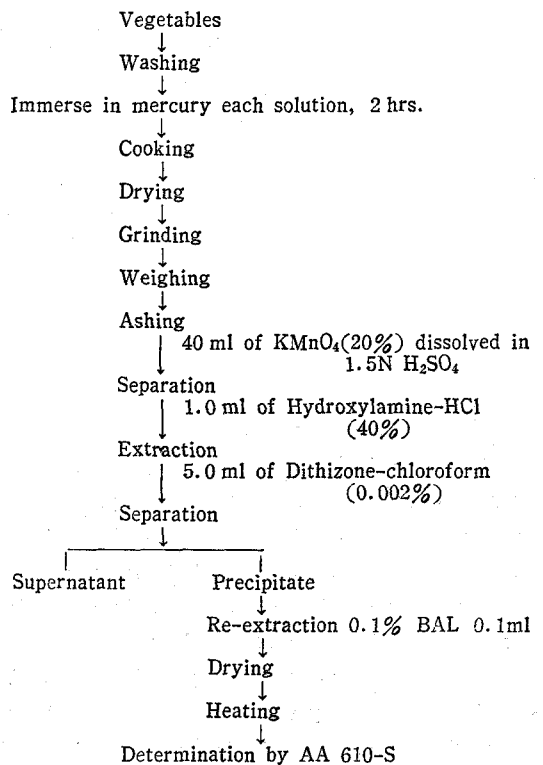 Vegetables
Washing
Immerse in mercury each solution, 2 hrs.
Cooking
Drying
Grinding
Weighing
Ashing
40 ml of KMnO₄(20%) dissolved in
1.5N H₂SO₄
Separation
1.0 ml of Hydroxylamine-HCl
(40%)
Extraction
5.0 ml of Dithizone-chloroform
(0.002%)
Separation
Supernatant Precipitate
Re-extraction 0.1% BAL 0.1ml
Drying
Heating
Determination by AA 610-S